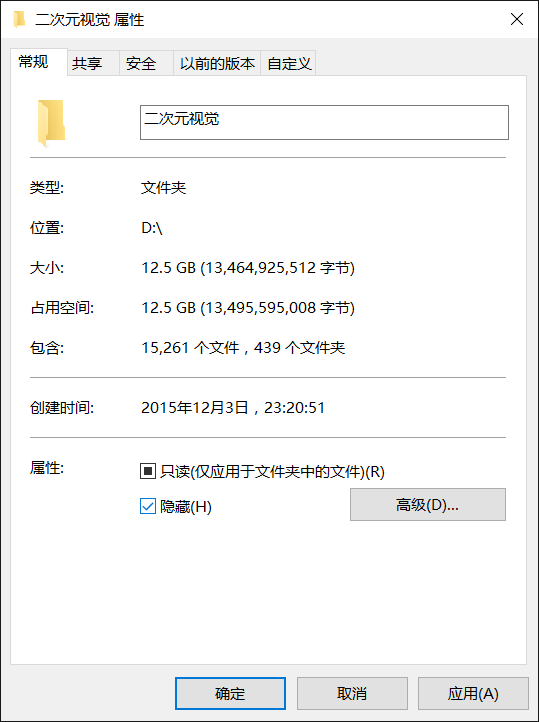 二次元视觉 属性
常规 共享 安全 以前的版本 自定义
二次元视觉
类型: 文件夹
位置: D:\
大小: 12.5 GB (13,464,925,512 字节)
占用空间: 12.5 GB (13,495,595,008 字节)
包含: 15,261 个文件，439 个文件夹
创建时间: 2015年12月3日，23:20:51
属性: 只读(仅应用于文件夹中的文件)(R)
隐藏(H) 高级(D)...
确定 取消 应用(A)